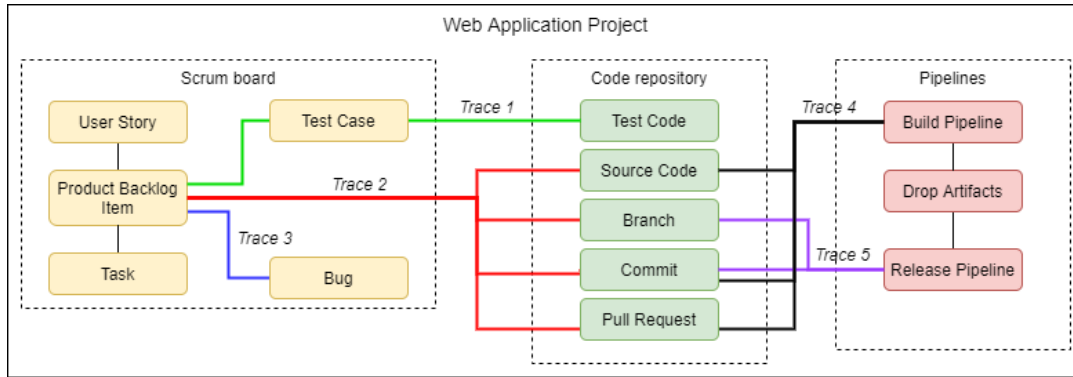 Web Application Project
Scrum board
Code repository
Pipelines
User Story
Test Case
Trace 1
Test Code
Trace 4
Build Pipeline
Product Backlog
Item
Trace 2
Source Code
Drop Artifacts
Branch
Trace 3
Trace 5
Task
Bug
Commit
Release Pipeline
Pull Request